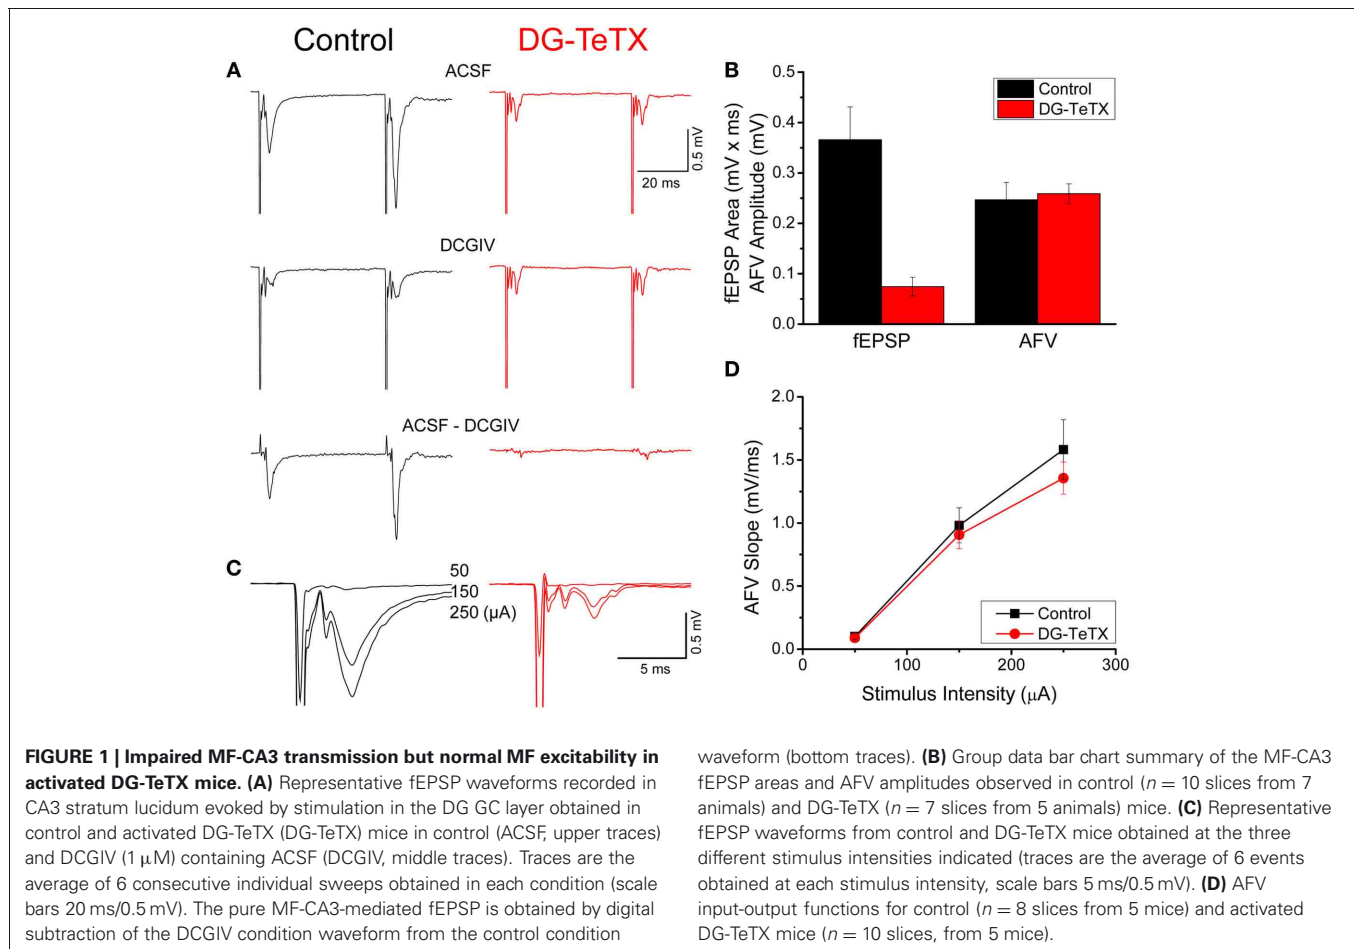 Control
DG-TeTX
A
ACSF
0.5 mV
20 ms
DCGIV
ACSF - DCGIV
C
50
150
250 (μA)
0.5 mV
5 ms
B
fEPSP Area (mV x ms)
AFV Amplitude (mV)
0.5
0.4
0.3
0.2
0.1
0.0
Control
DG-TeTX
fEPSP
AFV
D
AFV Slope (mV/ms)
2.0
1.5
1.0
0.5
0.0
Control
DG-TeTX
0
100
200
300
Stimulus Intensity (μA)
FIGURE 1 | Impaired MF-CA3 transmission but normal MF excitability in
activated DG-TeTX mice. (A) Representative fEPSP waveforms recorded in
CA3 stratum lucidum evoked by stimulation in the DG GC layer obtained in
control and activated DG-TeTX (DG-TeTX) mice in control (ACSF, upper traces)
and DCGIV (1 μM) containing ACSF (DCGIV, middle traces). Traces are the
average of 6 consecutive individual sweeps obtained in each condition (scale
bars 20 ms/0.5 mV). The pure MF-CA3-mediated fEPSP is obtained by digital
subtraction of the DCGIV condition waveform from the control condition
waveform (bottom traces). (B) Group data bar chart summary of the MF-CA3
fEPSP areas and AFV amplitudes observed in control (n = 10 slices from 7
animals) and DG-TeTX (n = 7 slices from 5 animals) mice. (C) Representative
fEPSP waveforms from control and DG-TeTX mice obtained at the three
different stimulus intensities indicated (traces are the average of 6 events
obtained at each stimulus intensity, scale bars 5 ms/0.5 mV). (D) AFV
input-output functions for control (n = 8 slices from 5 mice) and activated
DG-TeTX mice (n = 10 slices, from 5 mice).